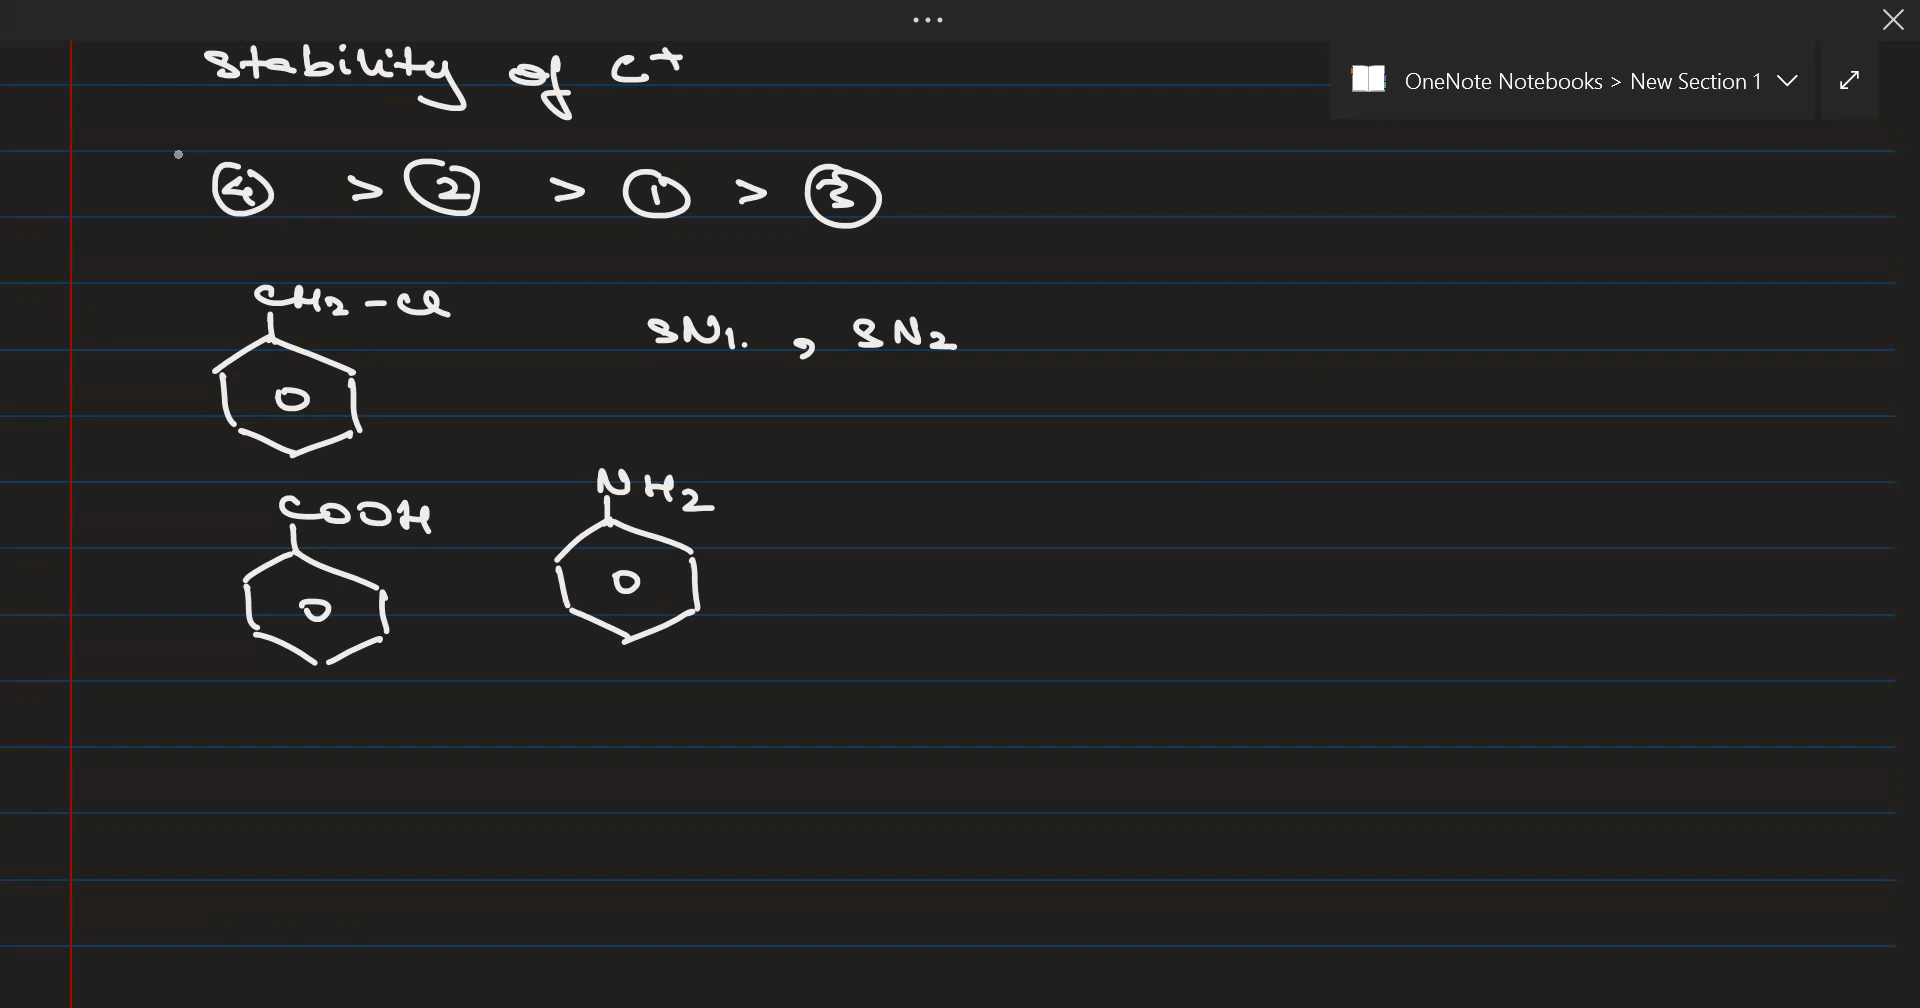 ...
stability of C+
OneNote Notebooks > New Section 1
④ > ② > ① > ③
CH2-Cl
SN1. , SN2
NH2
COOH